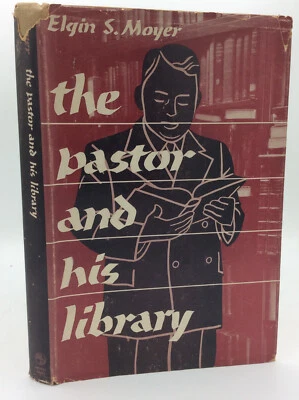 Elgin S. Moyer
the
pastor
and
his
library
the pastor and his library